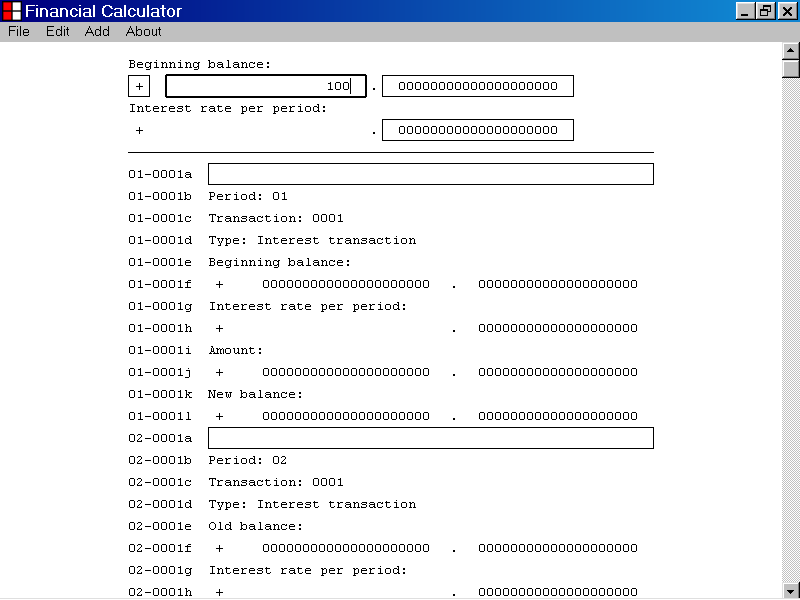 Financial Calculator
File Edit Add About
Beginning balance:
+ 100 . 00000000000000000000
Interest rate per period:
+ . 00000000000000000000
01-0001a
01-0001b Period: 01
01-0001c Transaction: 0001
01-0001d Type: Interest transaction
01-0001e Beginning balance:
01-0001f + 000000000000000000000 . 00000000000000000000
01-0001g Interest rate per period:
01-0001h + . 00000000000000000000
01-0001i Amount:
01-0001j + 000000000000000000000 . 00000000000000000000
01-0001k New balance:
01-0001l + 000000000000000000000 . 00000000000000000000
02-0001a
02-0001b Period: 02
02-0001c Transaction: 0001
02-0001d Type: Interest transaction
02-0001e Old balance:
02-0001f + 000000000000000000000 . 00000000000000000000
02-0001g Interest rate per period:
02-0001h + . 00000000000000000000